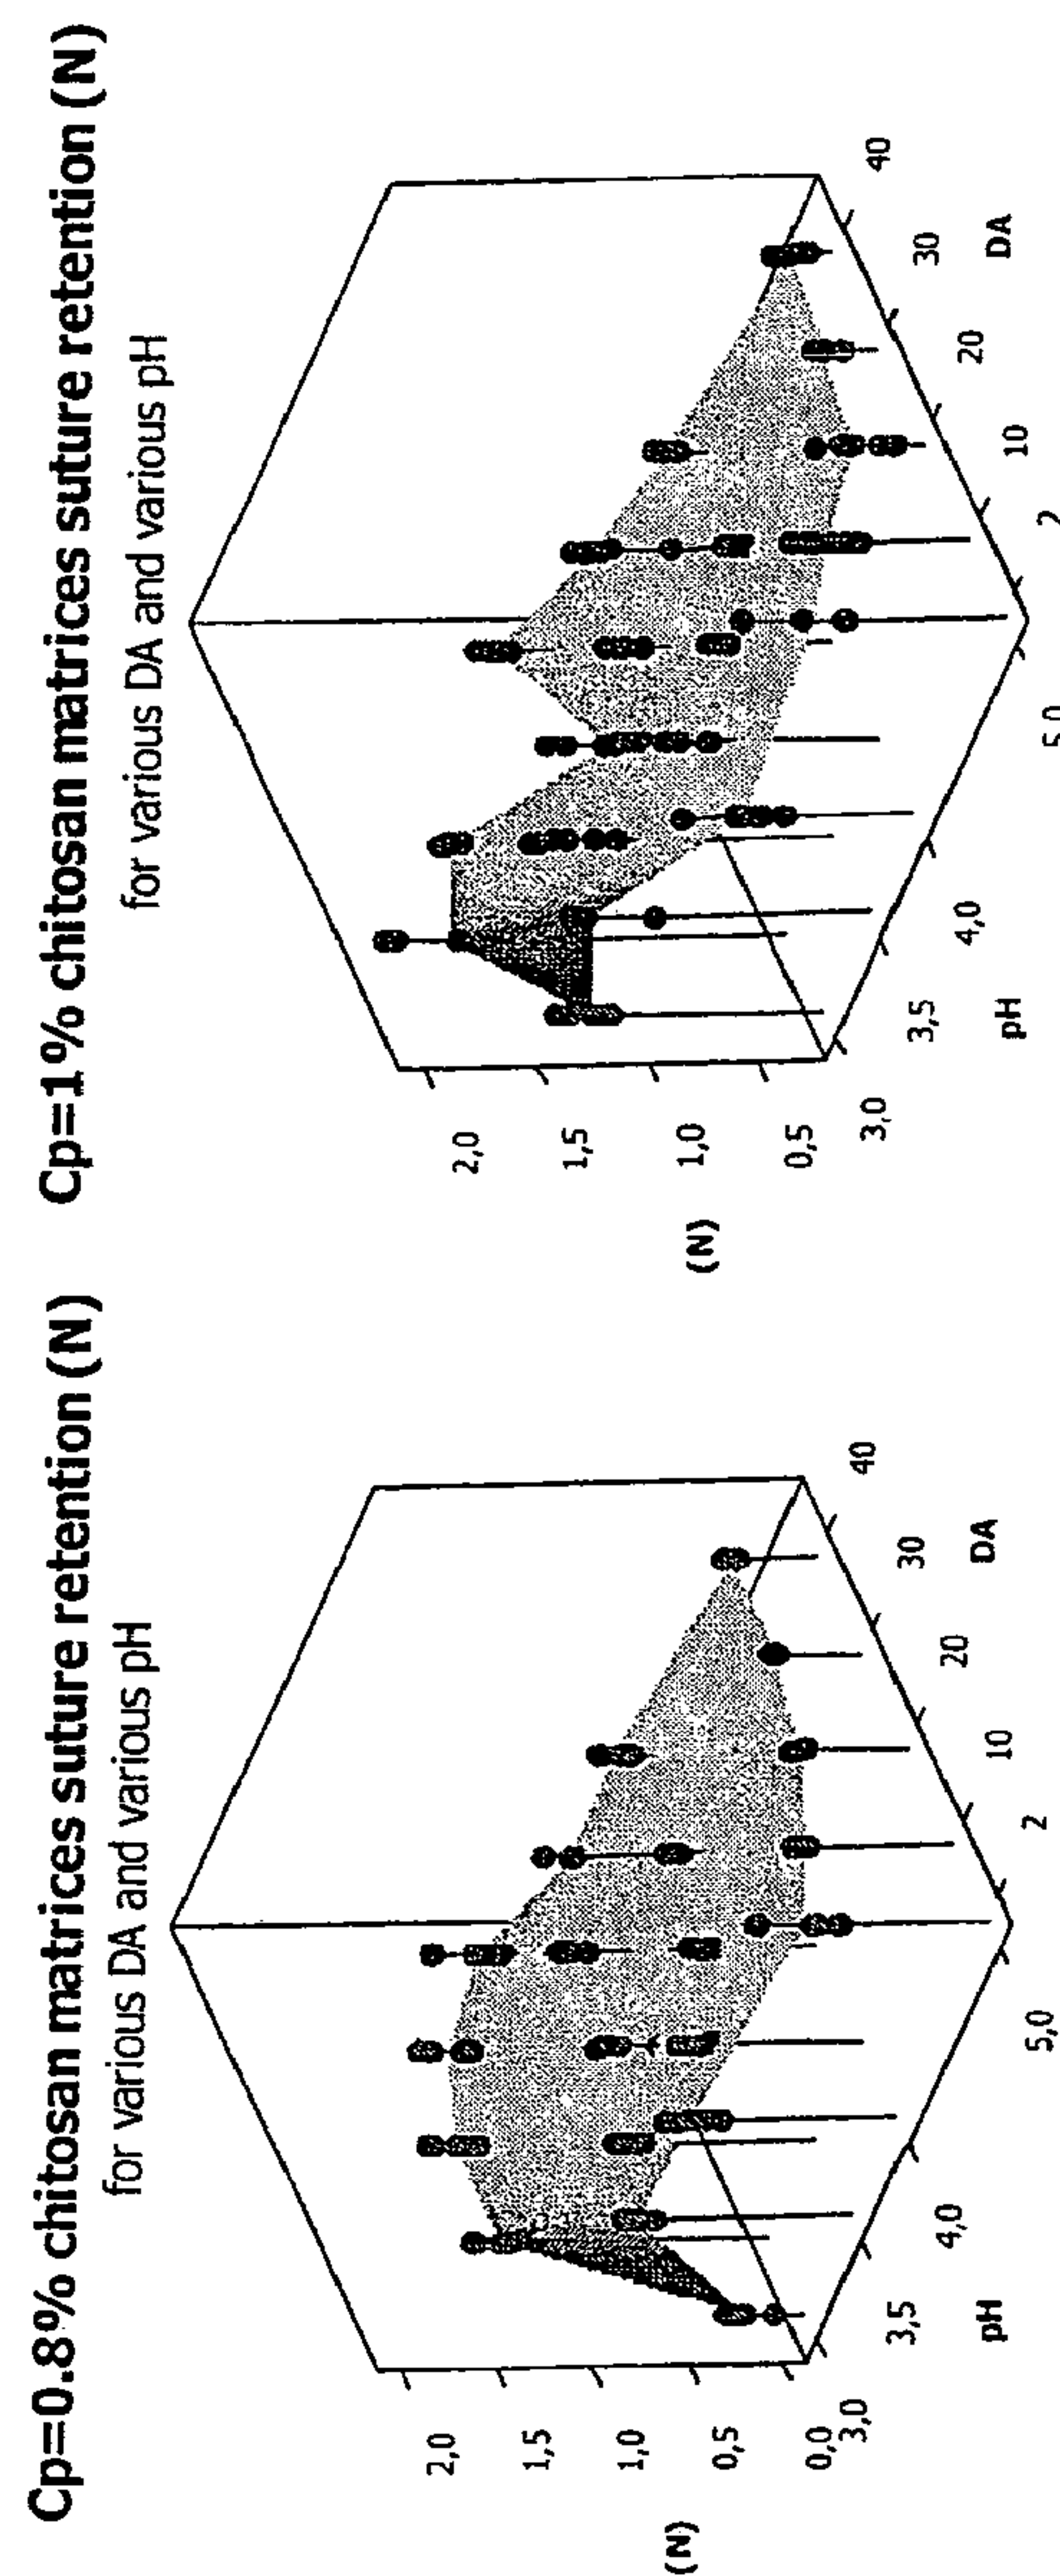 Cp=0.8% chitosan matrices suture retention (N)
for various DA and various pH
2,0
1,5
(N)
1,0
0,5
0,0
3,0
3,5
pH
4,0
5,0
2
10
20
DA
30
40
Cp=1% chitosan matrices suture retention (N)
for various DA and various pH
2,0
1,5
(N)
1,0
0,5
3,0
3,5
pH
4,0
5,0
2
10
20
DA
30
40